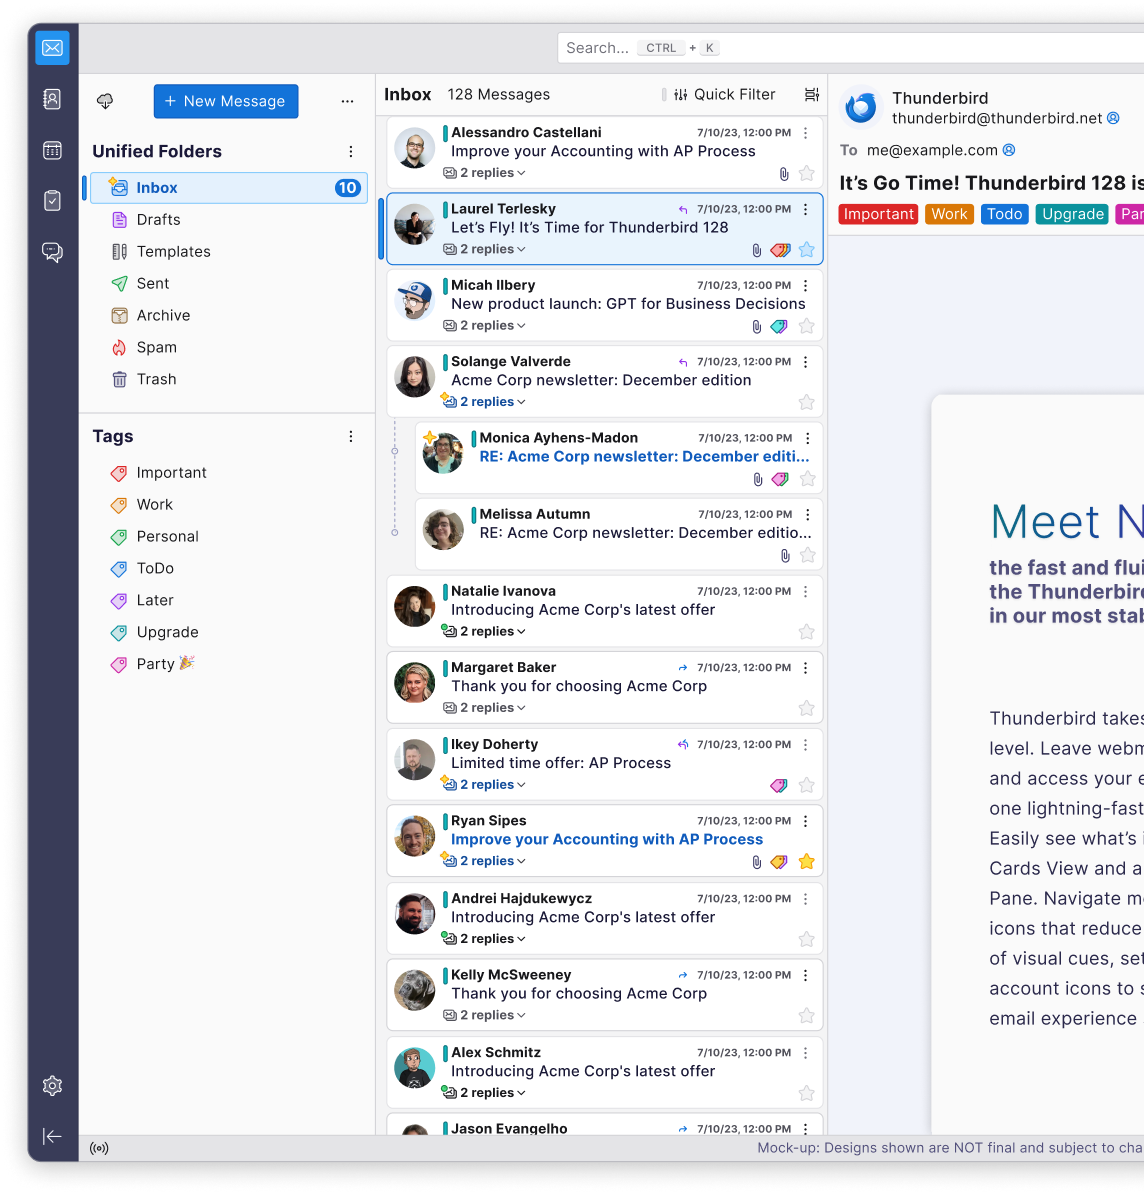 Search... CTRL + K
+ New Message
Unified Folders
Inbox 10
Drafts
Templates
Sent
Archive
Spam
Trash
Tags
Important
Work
Personal
ToDo
Later
Upgrade
Party
Inbox 128 Messages Quick Filter
Alessandro Castellani 7/10/23, 12:00 PM
Improve your Accounting with AP Process
2 replies
Laurel Terlesky 7/10/23, 12:00 PM
Let's Fly! It's Time for Thunderbird 128
2 replies
Micah Ilbery 7/10/23, 12:00 PM
New product launch: GPT for Business Decisions
2 replies
Solange Valverde 7/10/23, 12:00 PM
Acme Corp newsletter: December edition
2 replies
Monica Ayhens-Madon 7/10/23, 12:00 PM
RE: Acme Corp newsletter: December editi...
Melissa Autumn 7/10/23, 12:00 PM
RE: Acme Corp newsletter: December editio...
Natalie Ivanova 7/10/23, 12:00 PM
Introducing Acme Corp's latest offer
2 replies
Margaret Baker 7/10/23, 12:00 PM
Thank you for choosing Acme Corp
2 replies
Ikey Doherty 7/10/23, 12:00 PM
Limited time offer: AP Process
2 replies
Ryan Sipes 7/10/23, 12:00 PM
Improve your Accounting with AP Process
2 replies
Andrei Hajdukewycz 7/10/23, 12:00 PM
Introducing Acme Corp's latest offer
2 replies
Kelly McSweeney 7/10/23, 12:00 PM
Thank you for choosing Acme Corp
2 replies
Alex Schmitz 7/10/23, 12:00 PM
Introducing Acme Corp's latest offer
2 replies
Jason Evangelho 7/10/23, 12:00 PM
Thunderbird
thunderbird@thunderbird.net
To me@example.com
It's Go Time! Thunderbird 128 is
Important Work Todo Upgrade Par
Meet N
the fast and flui
the Thunderbird
in our most stab
Thunderbird takes
level. Leave webm
and access your e
one lightning-fast
Easily see what's i
Cards View and a
Pane. Navigate m
icons that reduce
of visual cues, set
account icons to s
email experience
Mock-up: Designs shown are NOT final and subject to cha